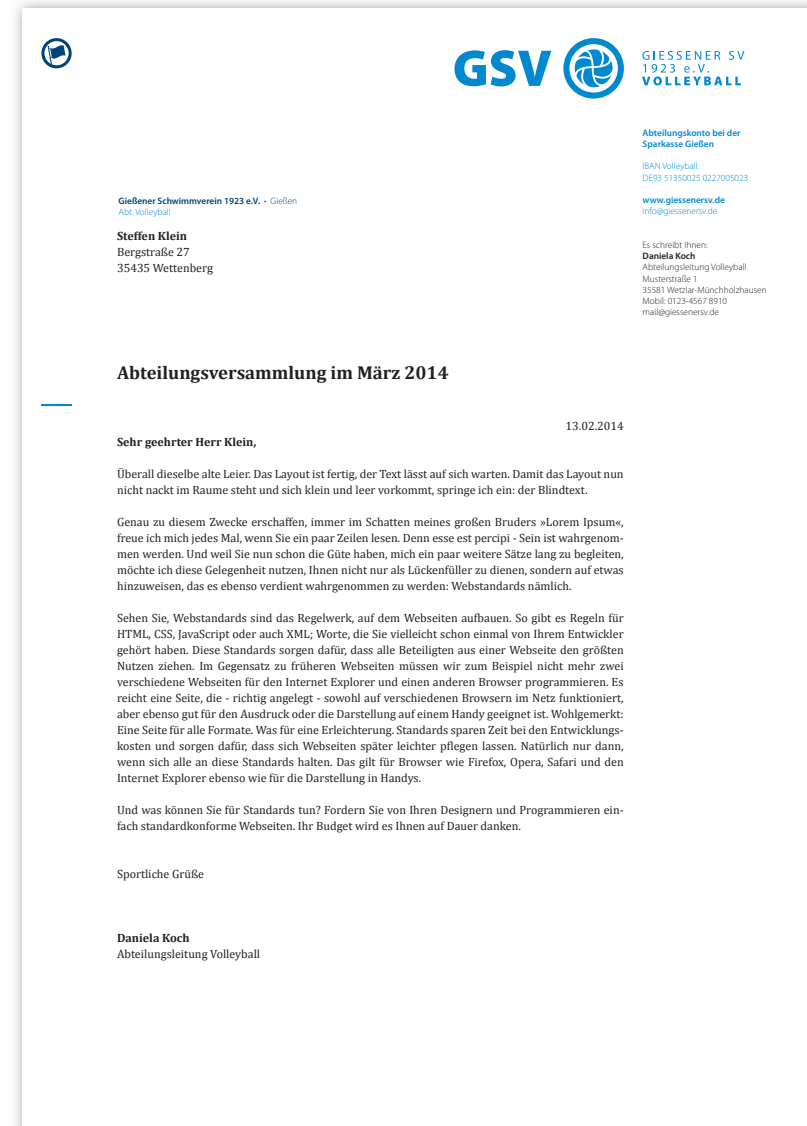 GSV
GIESSENER SV
1923 e.V.
VOLLEYBALL
Abteilungskonto bei der
Sparkasse Gießen
IBAN Volleyball:
DE93 51350025 0227005023
www.giessenersv.de
info@giessenersv.de
Es schreibt Ihnen:
Daniela Koch
Abteilungsleitung Volleyball
Musterstraße 1
35581 Wetzlar-Münchholzhausen
Mobil: 0123-4567 8910
mail@giessenersv.de
Gießener Schwimmverein 1923 e.V. • Gießen
Abt. Volleyball
Steffen Klein
Bergstraße 27
35435 Wettenberg
Abteilungsversammlung im März 2014
13.02.2014
Sehr geehrter Herr Klein,
Überall dieselbe alte Leier. Das Layout ist fertig, der Text lässt auf sich warten. Damit das Layout nun
nicht nackt im Raume steht und sich klein und leer vorkommt, springe ich ein: der Blindtext.
Genau zu diesem Zwecke erschaffen, immer im Schatten meines großen Bruders »Lorem Ipsum«,
freue ich mich jedes Mal, wenn Sie ein paar Zeilen lesen. Denn esse est percipi - Sein ist wahrgenom-
men werden. Und weil Sie nun schon die Güte haben, mich ein paar weitere Sätze lang zu begleiten,
möchte ich diese Gelegenheit nutzen, Ihnen nicht nur als Lückenfüller zu dienen, sondern auf etwas
hinzuweisen, das es ebenso verdient wahrgenommen zu werden: Webstandards nämlich.
Sehen Sie, Webstandards sind das Regelwerk, auf dem Webseiten aufbauen. So gibt es Regeln für
HTML, CSS, JavaScript oder auch XML; Worte, die Sie vielleicht schon einmal von Ihrem Entwickler
gehört haben. Diese Standards sorgen dafür, dass alle Beteiligten aus einer Webseite den größten
Nutzen ziehen. Im Gegensatz zu früheren Webseiten müssen wir zum Beispiel nicht mehr zwei
verschiedene Webseiten für den Internet Explorer und einen anderen Browser programmieren. Es
reicht eine Seite, die - richtig angelegt - sowohl auf verschiedenen Browsern im Netz funktioniert,
aber ebenso gut für den Ausdruck oder die Darstellung auf einem Handy geeignet ist. Wohlgemerkt:
Eine Seite für alle Formate. Was für eine Erleichterung. Standards sparen Zeit bei den Entwicklungs-
kosten und sorgen dafür, dass sich Webseiten später leichter pflegen lassen. Natürlich nur dann,
wenn sich alle an diese Standards halten. Das gilt für Browser wie Firefox, Opera, Safari und den
Internet Explorer ebenso wie für die Darstellung in Handys.
Und was können Sie für Standards tun? Fordern Sie von Ihren Designern und Programmieren ein-
fach standardkonforme Webseiten. Ihr Budget wird es Ihnen auf Dauer danken.
Sportliche Grüße
Daniela Koch
Abteilungsleitung Volleyball